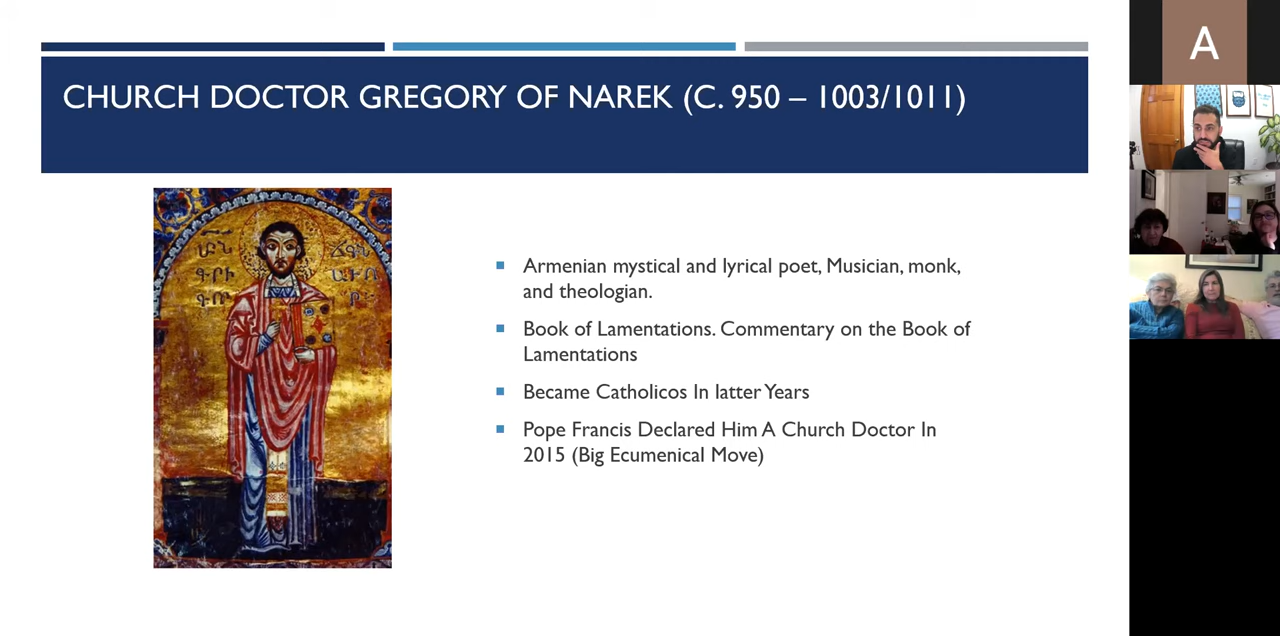 CHURCH DOCTOR GREGORY OF NAREK (C. 950 – 1003/1011)
ՃԳՆ
ԳՐԻ
Armenian mystical and lyrical poet, Musician, monk,
and theologian.
Book of Lamentations. Commentary on the Book of
Lamentations
Became Catholicos In latter Years
Pope Francis Declared Him A Church Doctor In
2015 (Big Ecumenical Move)
A